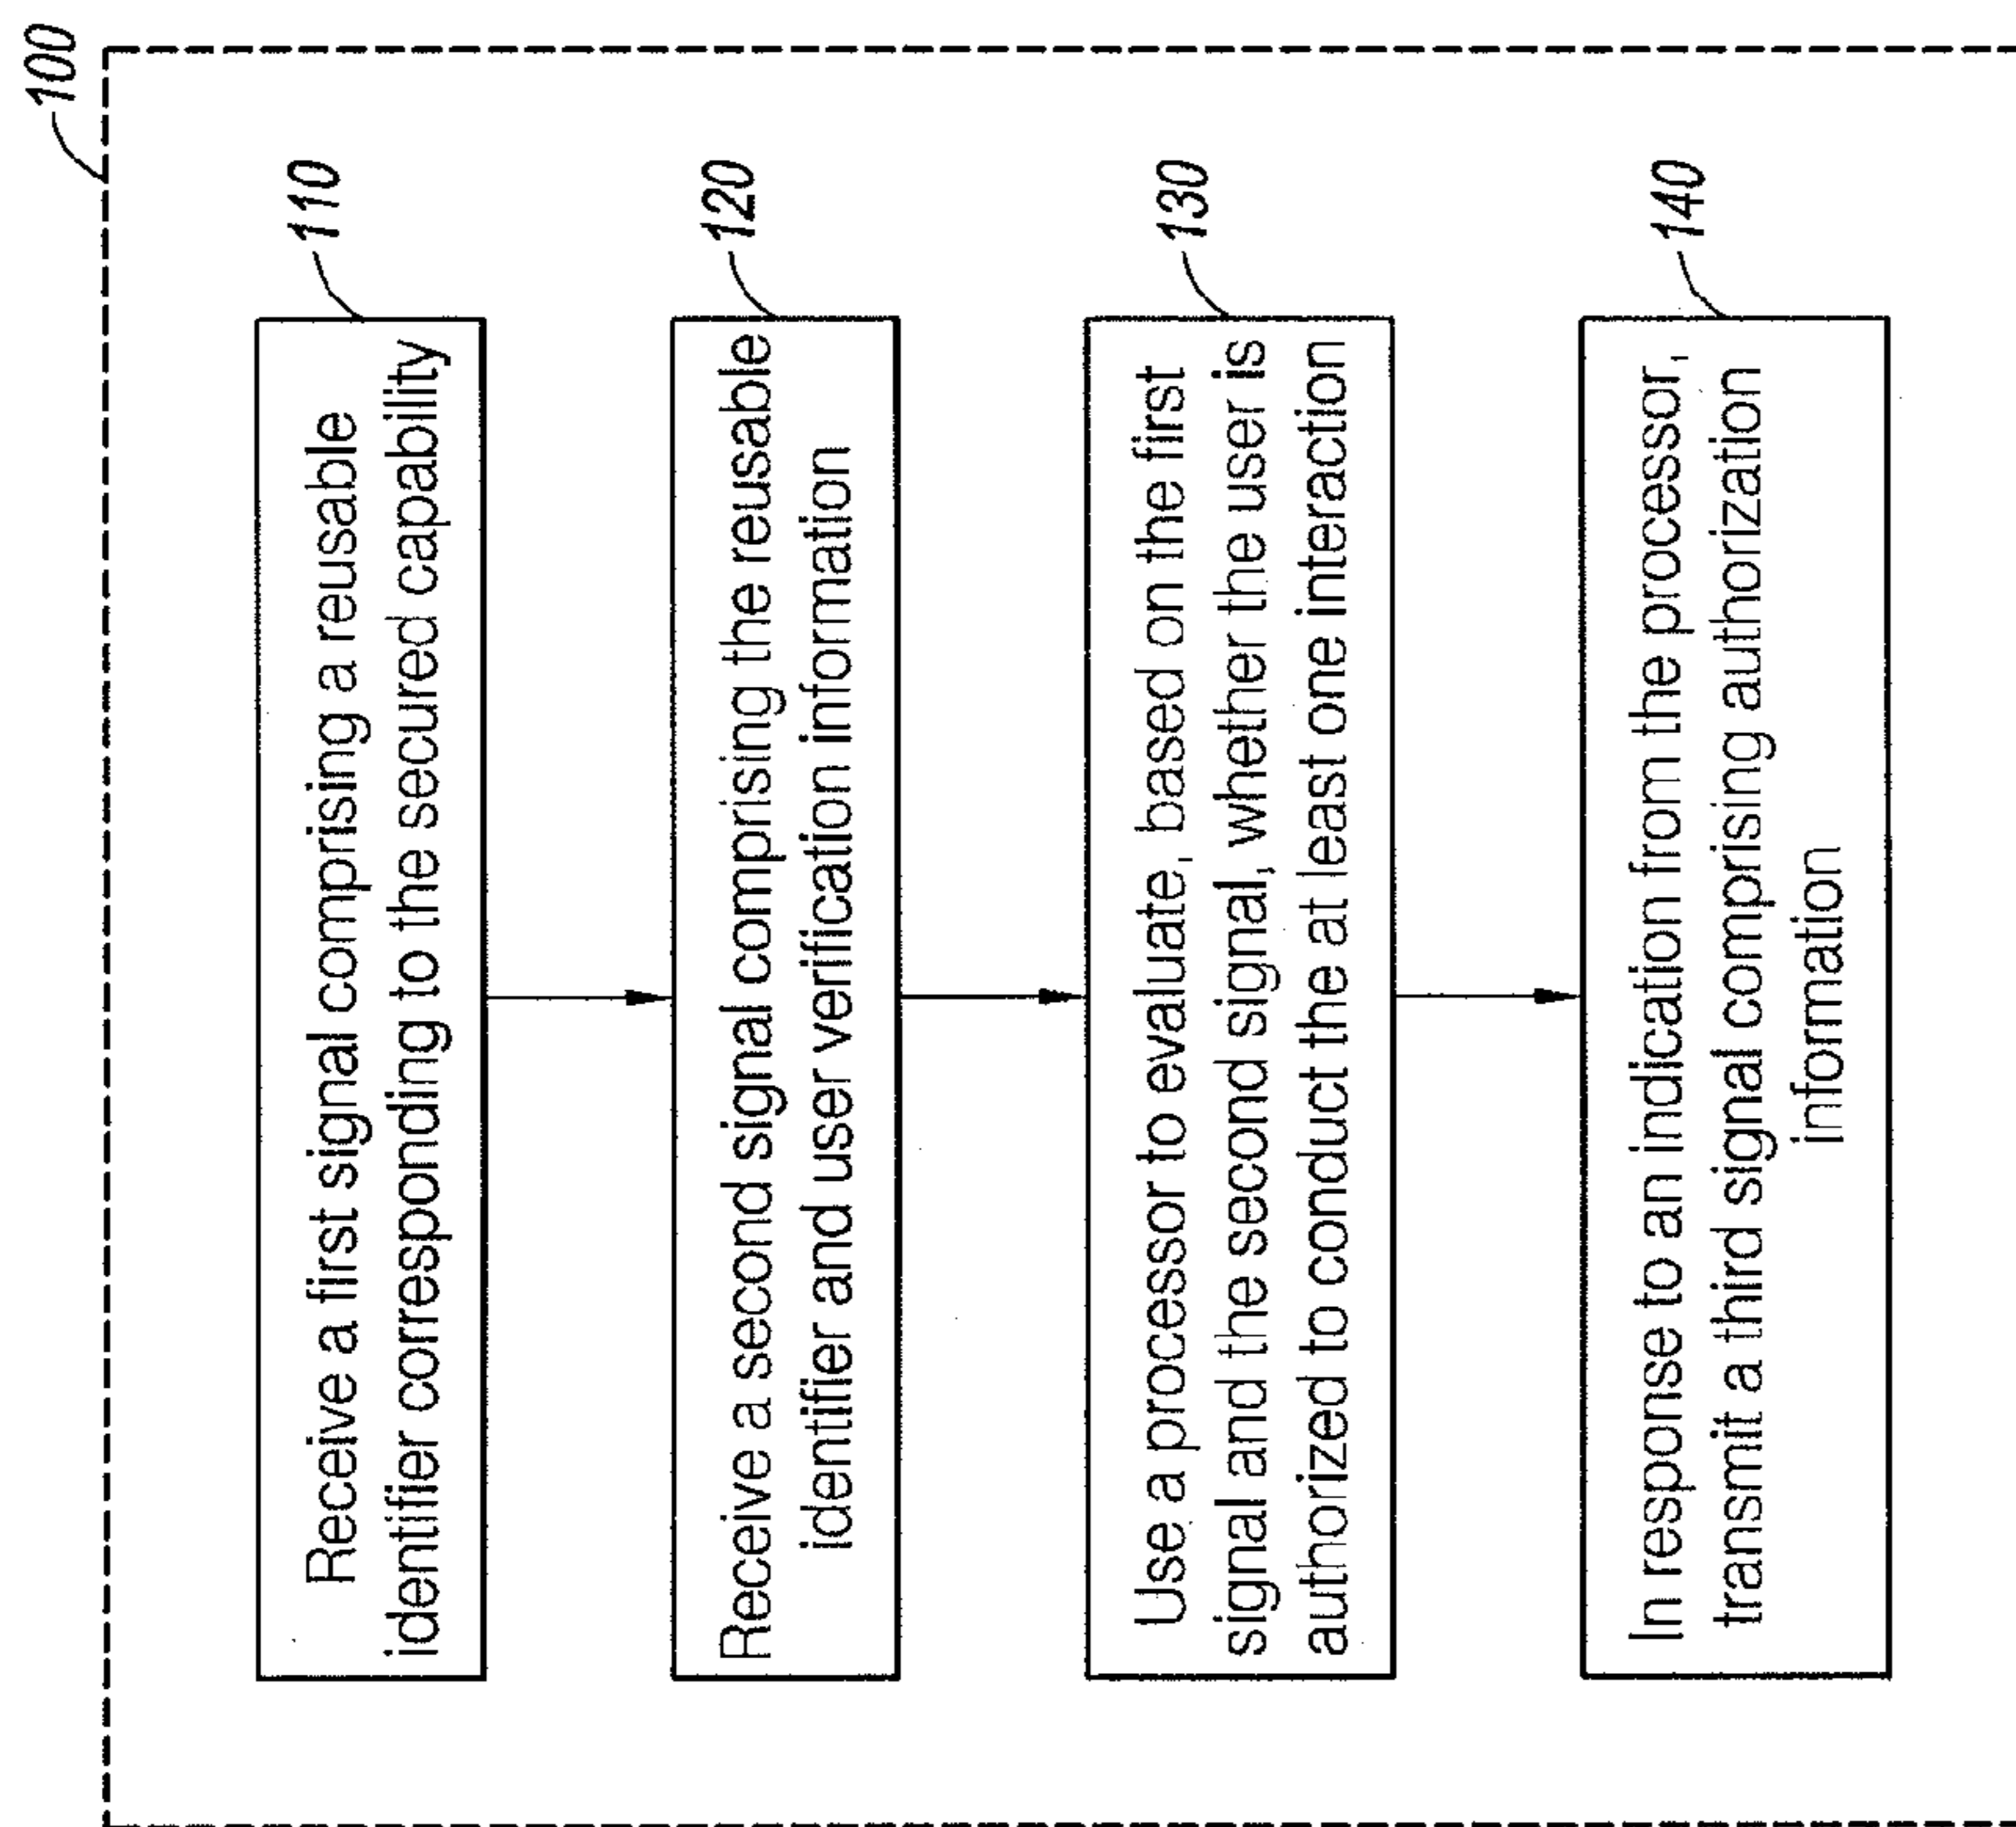 100
110
Receive a first signal comprising a reusable
identifier corresponding to the secured capability
120
Receive a second signal comprising the reusable
identifier and user verification information
130
Use a processor to evaluate, based on the first
signal and the second signal, whether the user is
authorized to conduct the at least one interaction
140
In response to an indication from the processor,
transmit a third signal comprising authorization
information